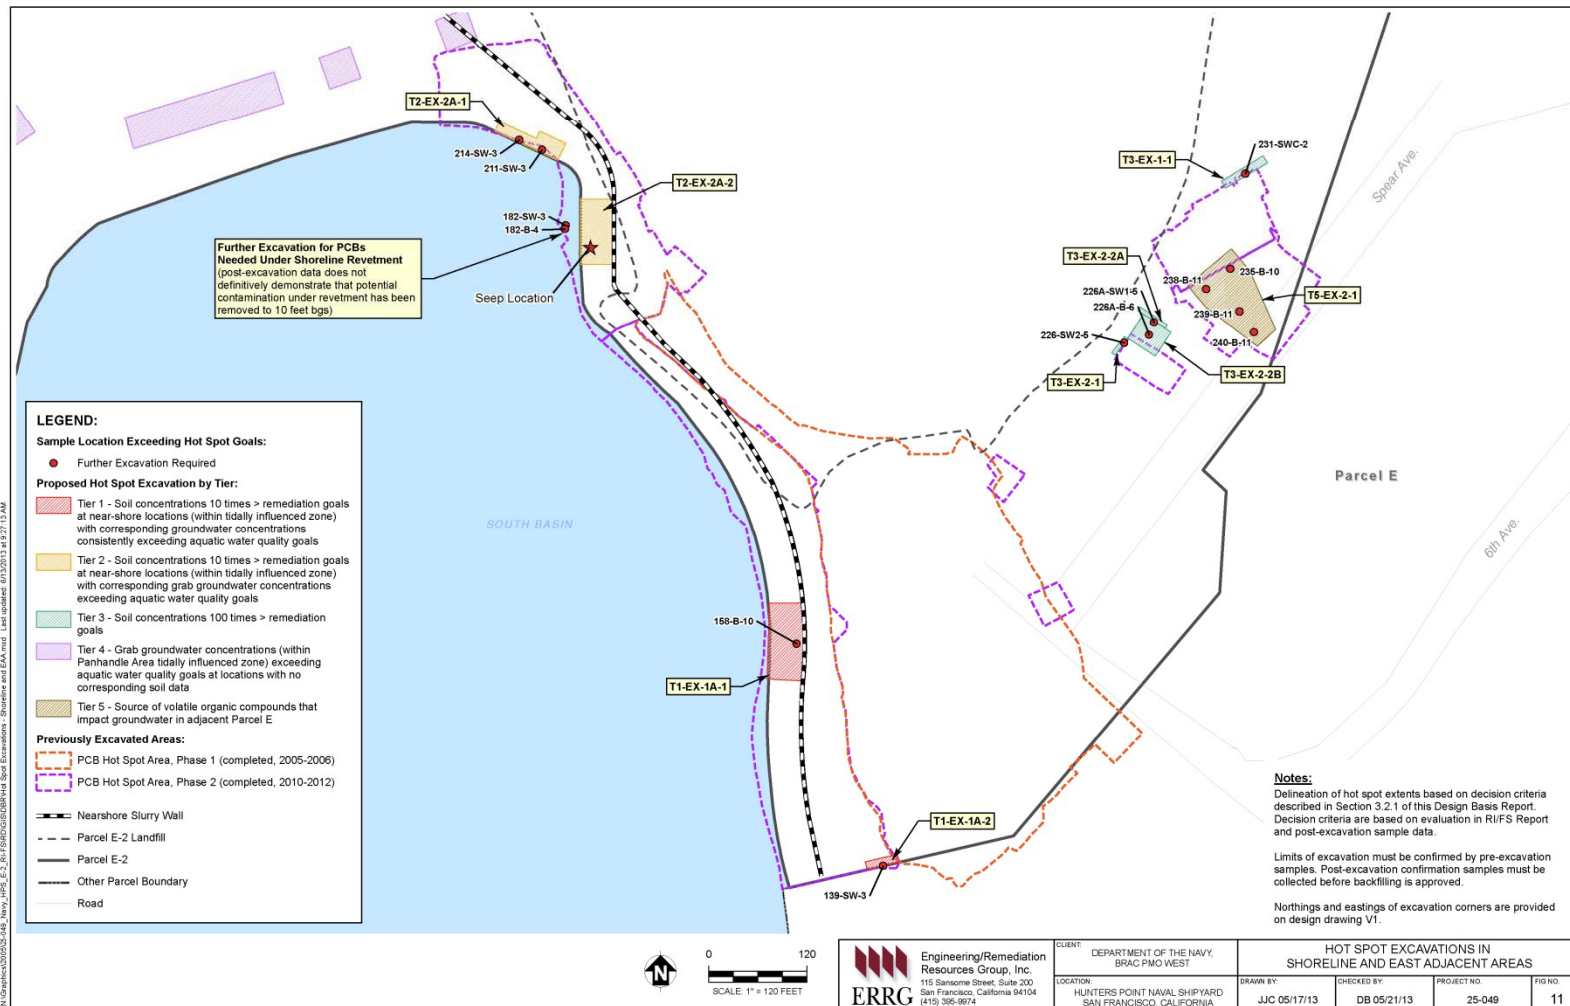 T2-EX-2A-1
214-SW-3
211-SW-3
T2-EX-2A-2
182-SW-3
182-B-4
Further Excavation for PCBs
Needed Under Shoreline Revetment
(post-excavation data does not
definitively demonstrate that potential
contamination under revetment has been
removed to 10 feet bgs)
Seep Location
T3-EX-1-1
231-SWC-2
Spear Ave.
T3-EX-2-2A
238-B-11
235-B-10
226A-SW1-5
226A-B-6
T5-EX-2-1
239-B-11
226-SW2-5
240-B-11
T3-EX-2-1
T3-EX-2-2B
Parcel E
SOUTH BASIN
6th Ave.
158-B-10
T1-EX-1A-1
T1-EX-1A-2
139-SW-3
LEGEND:
Sample Location Exceeding Hot Spot Goals:
Further Excavation Required
Proposed Hot Spot Excavation by Tier:
Tier 1 - Soil concentrations 10 times > remediation goals
at near-shore locations (within tidally influenced zone)
with corresponding groundwater concentrations
consistently exceeding aquatic water quality goals
Tier 2 - Soil concentrations 10 times > remediation goals
at near-shore locations (within tidally influenced zone)
with corresponding grab groundwater concentrations
exceeding aquatic water quality goals
Tier 3 - Soil concentrations 100 times > remediation
goals
Tier 4 - Grab groundwater concentrations (within
Panhandle Area tidally influenced zone) exceeding
aquatic water quality goals at locations with no
corresponding soil data
Tier 5 - Source of volatile organic compounds that
impact groundwater in adjacent Parcel E
Previously Excavated Areas:
PCB Hot Spot Area, Phase 1 (completed, 2005-2006)
PCB Hot Spot Area, Phase 2 (completed, 2010-2012)
Nearshore Slurry Wall
Parcel E-2 Landfill
Parcel E-2
Other Parcel Boundary
Road
Notes:
Delineation of hot spot extents based on decision criteria
described in Section 3.2.1 of this Design Basis Report.
Decision criteria are based on evaluation in RI/FS Report
and post-excavation sample data.
Limits of excavation must be confirmed by pre-excavation
samples. Post-excavation confirmation samples must be
collected before backfilling is approved.
Northings and eastings of excavation corners are provided
on design drawing V1.
N
0 120
SCALE: 1" = 120 FEET
ERRG
Engineering/Remediation
Resources Group, Inc.
115 Sansome Street, Suite 200
San Francisco, California 94104
(415) 395-9974
CLIENT:
DEPARTMENT OF THE NAVY,
BRAC PMO WEST
LOCATION:
HUNTERS POINT NAVAL SHIPYARD
SAN FRANCISCO, CALIFORNIA
HOT SPOT EXCAVATIONS IN
SHORELINE AND EAST ADJACENT AREAS
DRAWN BY:
JJC 05/17/13
CHECKED BY:
DB 05/21/13
PROJECT NO.
25-049
FIG NO.
11